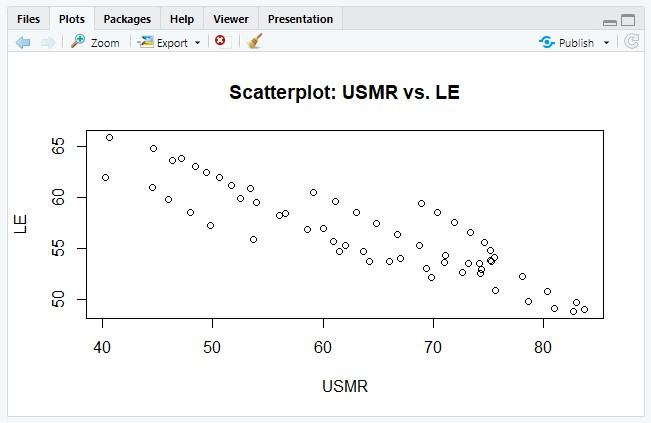 Files Plots Packages Help Viewer Presentation
Zoom Export Publish
Scatterplot: USMR vs. LE
65
60
55
50
LE
40 50 60 70 80
USMR